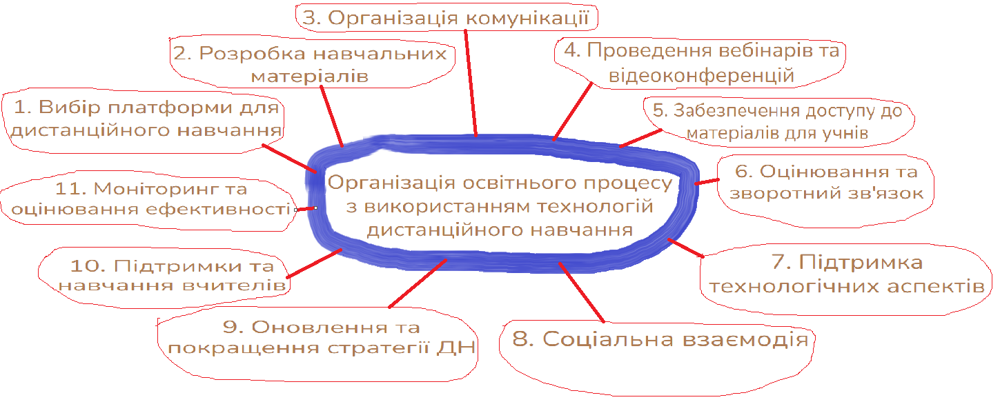 3. Організація комунікації
2. Розробка навчальних
матеріалів
4. Проведення вебінарів та
відеоконференцій
1. Вибір платформи для
дистанційного навчання
5. Забезпечення доступу до
матеріалів для учнів
6. Оцінювання та
зворотний зв'язок
11. Моніторинг та
оцінювання ефективності
Організація освітнього процесу
з використанням технологій
дистанційного навчання
10. Підтримки та
навчання вчителів
7. Підтримка
технологічних аспектів
9. Оновлення та
покращення стратегії ДН
8. Соціальна взаємодія